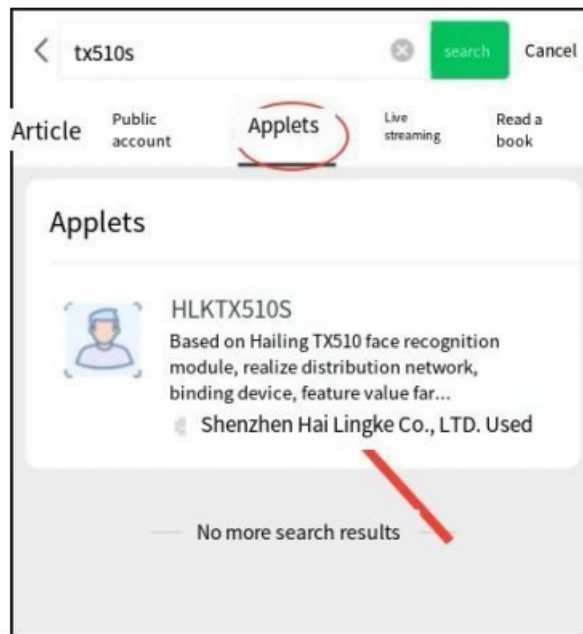 tx510s
search
Cancel
Article
Public
account
Applets
Live
streaming
Read a
book
Applets
HLKTX510S
Based on Hailing TX510 face recognition
module, realize distribution network,
binding device, feature value far...
Shenzhen Hai Lingke Co., LTD. Used
No more search results